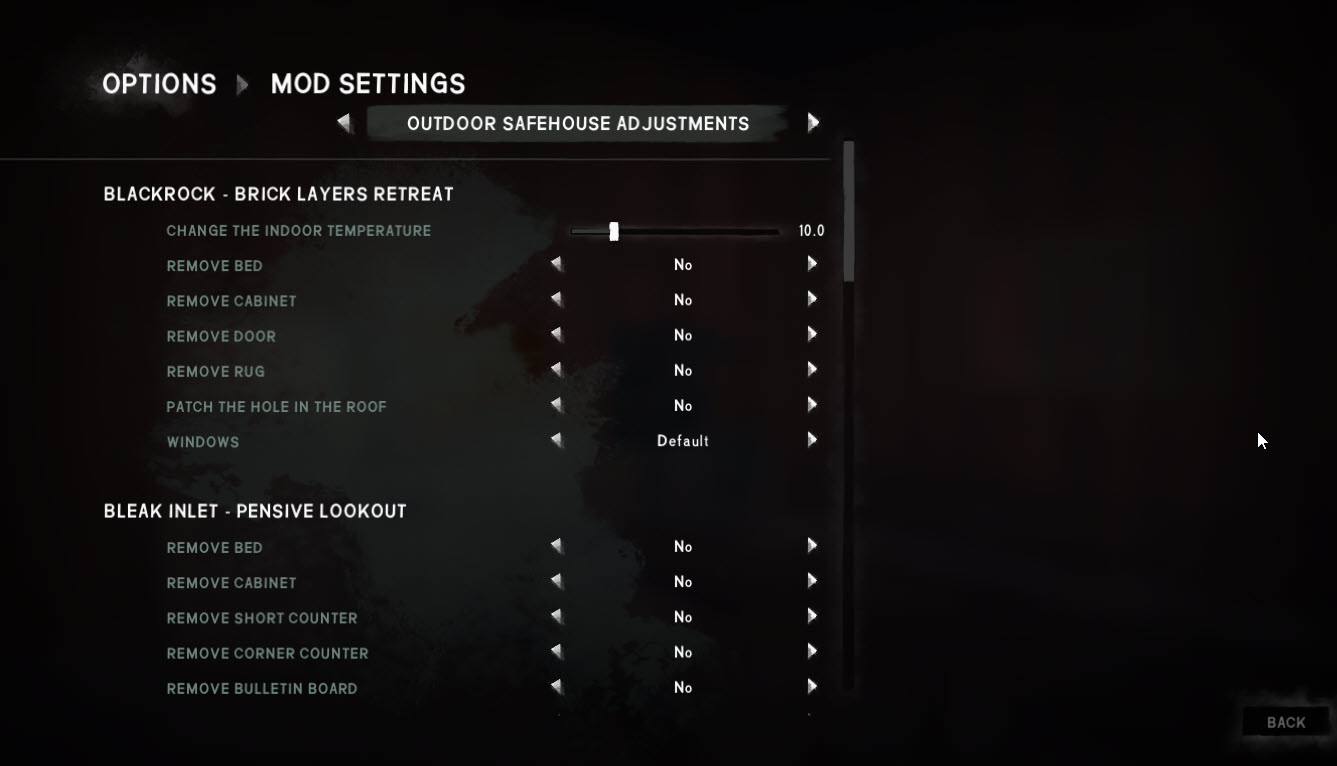 OPTIONS MOD SETTINGS
OUTDOOR SAFEHOUSE ADJUSTMENTS
BLACKROCK - BRICK LAYERS RETREAT
CHANGE THE INDOOR TEMPERATURE 10.0
REMOVE BED No
REMOVE CABINET No
REMOVE DOOR No
REMOVE RUG No
PATCH THE HOLE IN THE ROOF No
WINDOWS Default
BLEAK INLET - PENSIVE LOOKOUT
REMOVE BED No
REMOVE CABINET No
REMOVE SHORT COUNTER No
REMOVE CORNER COUNTER No
REMOVE BULLETIN BOARD No
BACK